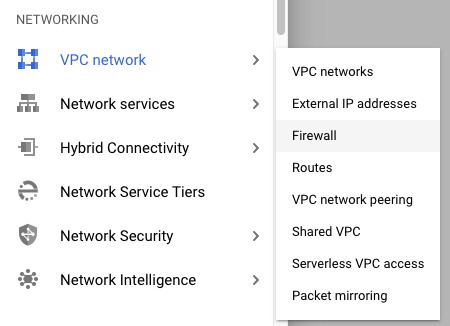 NETWORKING
VPC network
Network services
Hybrid Connectivity
Network Service Tiers
Network Security
Network Intelligence
VPC networks
External IP addresses
Firewall
Routes
VPC network peering
Shared VPC
Serverless VPC access
Packet mirroring